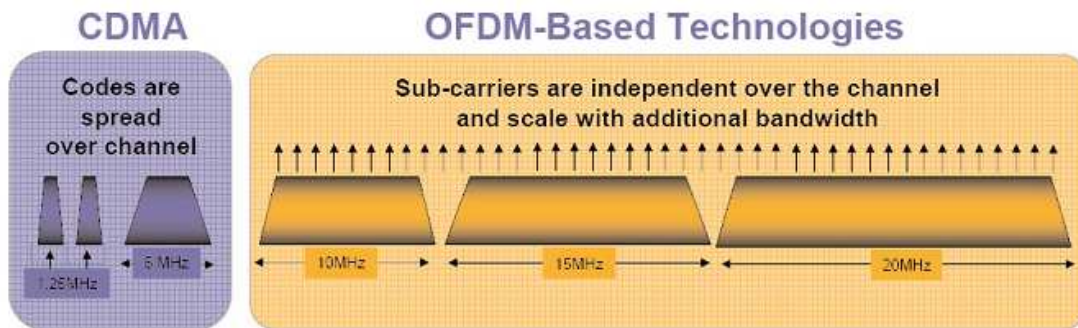 CDMA
OFDM-Based Technologies
Codes are
spread
over channel
Sub-carriers are independent over the channel
and scale with additional bandwidth
5 MHz
1.25MHz
10MHz
15MHz
20MHz